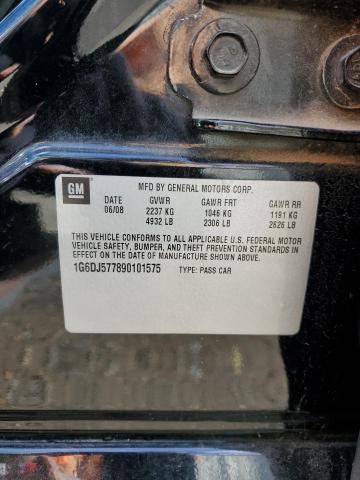 GM
MFD BY GENERAL MOTORS CORP.
DATE GVWR GAWR FRT GAWR RR
06/08 2237 KG 1046 KG 1191 KG
4932 LB 2306 LB 2626 LB
THIS VEHICLE CONFORMS TO ALL APPLICABLE U.S. FEDERAL MOTOR
VEHICLE SAFETY, BUMPER, AND THEFT PREVENTION STANDARDS IN
EFFECT ON THE DATE OF MANUFACTURE SHOWN ABOVE.
1G6DJ577890101575 TYPE: PASS CAR